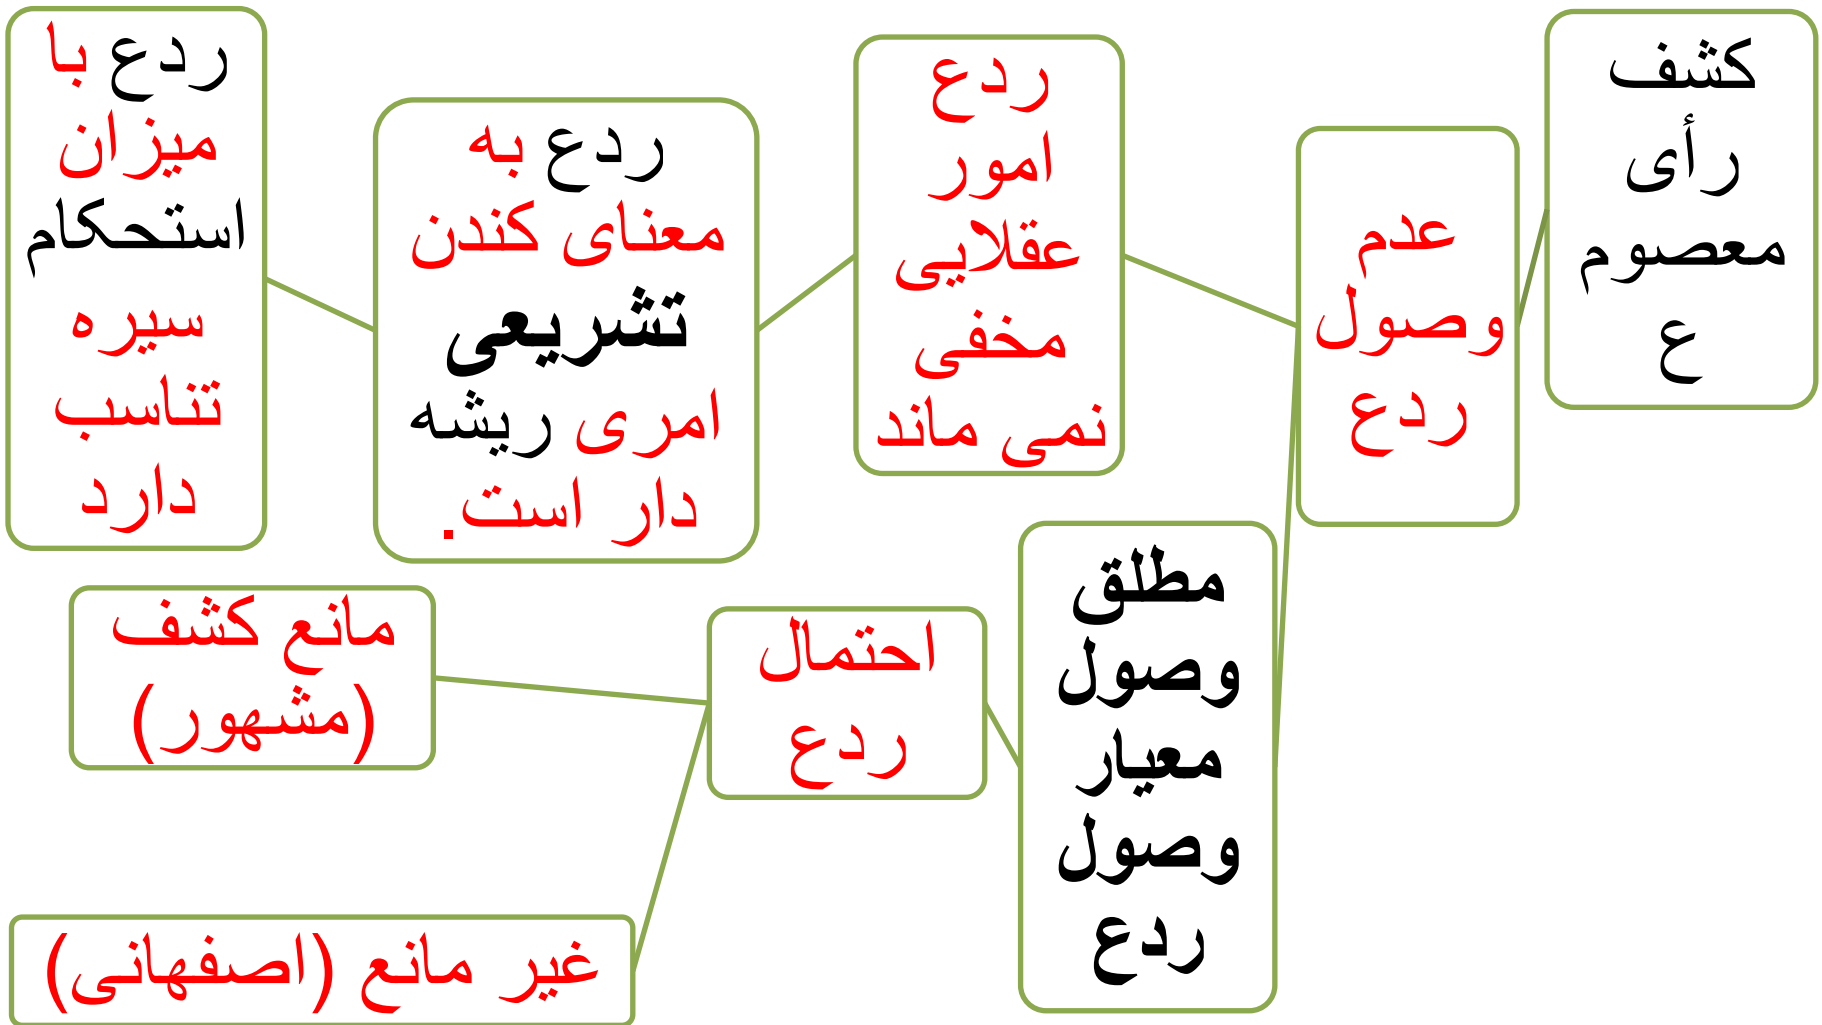 کشف
رأی
معصوم
ع
عدم
وصول
ردع
ردع
امور
عقلایی
مخفی
نمی ماند
ردع به
معنای کندن
تشریعی
امری ریشه
دار است.
ردع با
میزان
استحکام
سیره
تناسب
دارد
مطلق
وصول
معیار
وصول
ردع
احتمال
ردع
مانع کشف
(مشهور)
غیر مانع (اصفهانی)